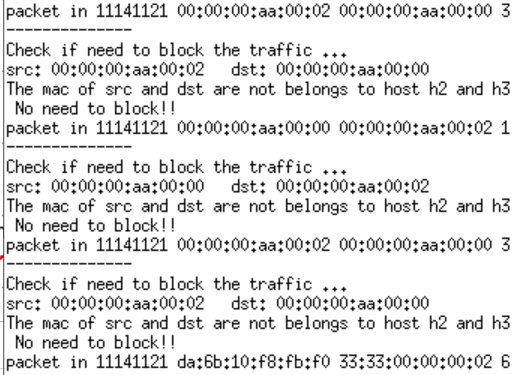 packet in 11141121 00:00:00:aa:00:02 00:00:00:aa:00:00 3
--------------
Check if need to block the traffic ...
src: 00:00:00:aa:00:02   dst: 00:00:00:aa:00:00
The mac of src and dst are not belongs to host h2 and h3
 No need to block!!
packet in 11141121 00:00:00:aa:00:00 00:00:00:aa:00:02 1
--------------
Check if need to block the traffic ...
src: 00:00:00:aa:00:00   dst: 00:00:00:aa:00:02
The mac of src and dst are not belongs to host h2 and h3
 No need to block!!
packet in 11141121 00:00:00:aa:00:02 00:00:00:aa:00:00 3
--------------
Check if need to block the traffic ...
src: 00:00:00:aa:00:02   dst: 00:00:00:aa:00:00
The mac of src and dst are not belongs to host h2 and h3
 No need to block!!
packet in 11141121 da:6b:10:f8:fb:f0 33:33:00:00:00:02 6